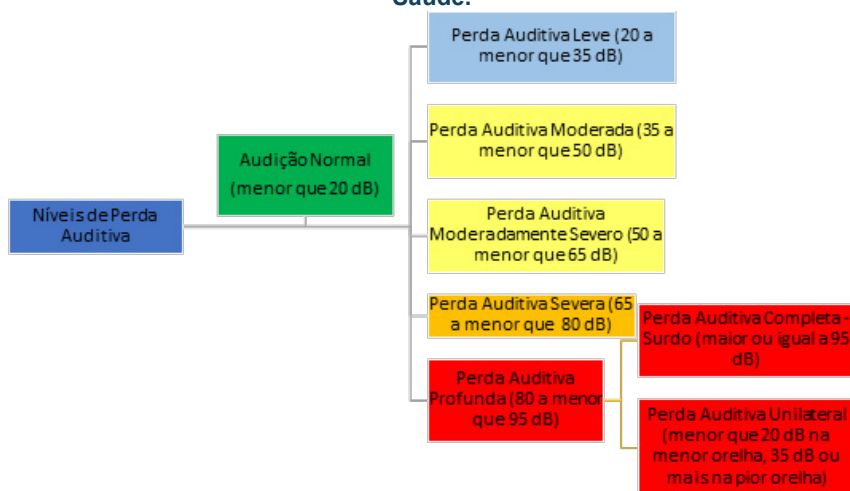 Saúde.
Perda Auditiva Leve (20 a
menor que 35 dB)
Perda Auditiva Moderada (35 a
menor que 50 dB)
Audição Normal
(menor que 20 dB)
Níveis de Perda
Auditiva
Perda Auditiva
Moderadamente Severo (50 a
menor que 65 dB)
Perda Auditiva Severa (65
a menor que 80 dB)
Perda Auditiva
Profunda (80 a menor
que 95 dB)
Perda Auditiva Completa -
Surdo (maior ou igual a 95
dB)
Perda Auditiva Unilateral
(menor que 20 dB na
menor orelha, 35 dB ou
mais na pior orelha)